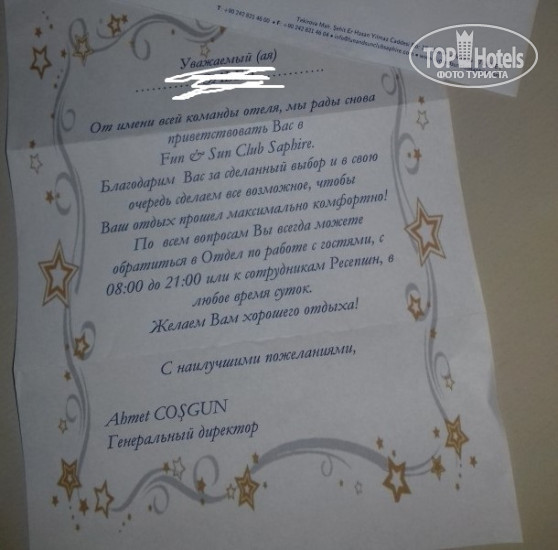 TOP Hotels
ФОТО ТУРИСТА
Уважаемый (ая)
От имени всей команды отеля, мы рады снова
приветствовать Вас в
Fun & Sun Club Saphire.
Благодарим Вас за сделанный выбор и в свою
очередь сделаем все возможное, чтобы
Ваш отдых прошел максимально комфортно!
По всем вопросам Вы всегда можете
обратиться в Отдел по работе с гостями, с
08:00 до 21:00 или к сотрудникам Ресепшн, в
любое время суток.
Желаем Вам хорошего отдыха!
С наилучшими пожеланиями,
Ahmet COŞGUN
Генеральный директор